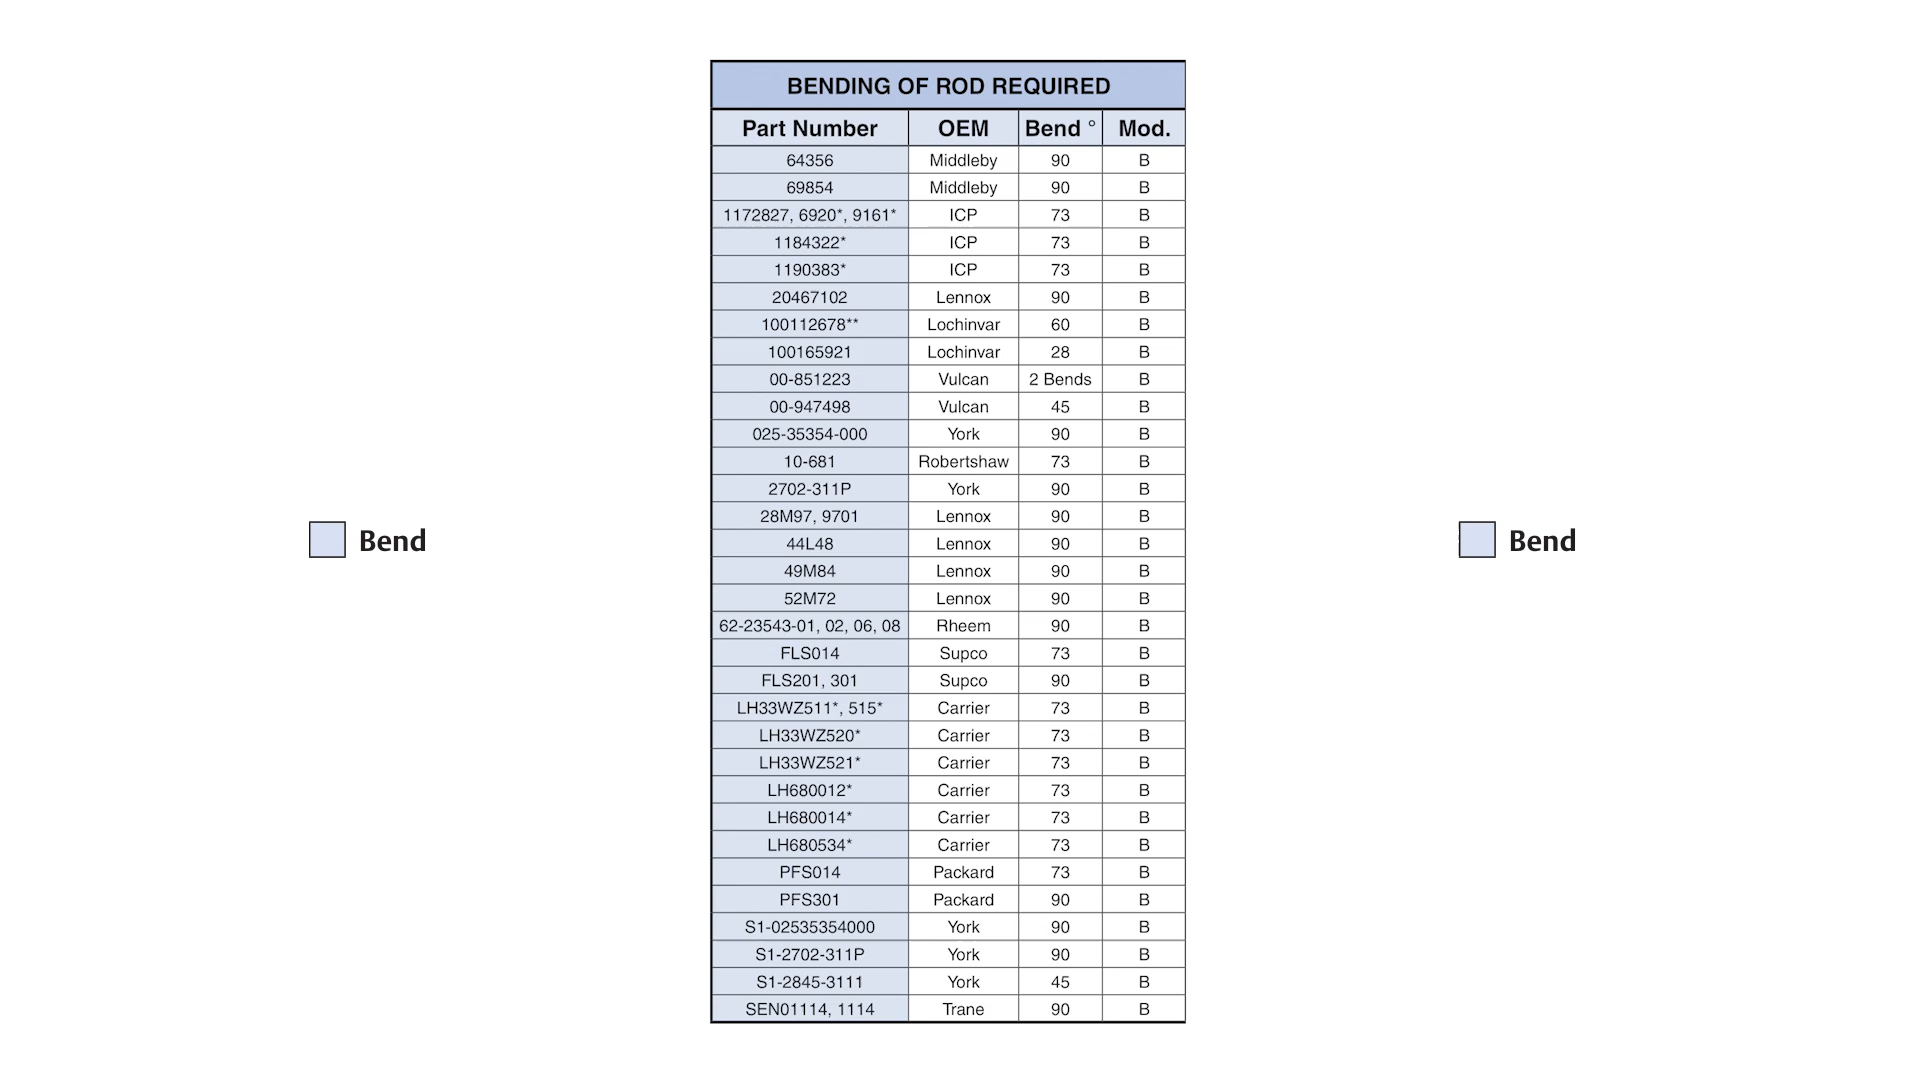 BENDING OF ROD REQUIRED
Part Number OEM Bend ° Mod.
64356 Middleby 90 B
69854 Middleby 90 B
1172827, 6920*, 9161* ICP 73 B
1184322* ICP 73 B
1190383* ICP 73 B
20467102 Lennox 90 B
100112678** Lochinvar 60 B
100165921 Lochinvar 28 B
00-851223 Vulcan 2 Bends B
00-947498 Vulcan 45 B
025-35354-000 York 90 B
10-681 Robertshaw 73 B
2702-311P York 90 B
28M97, 9701 Lennox 90 B
44L48 Lennox 90 B
49M84 Lennox 90 B
52M72 Lennox 90 B
62-23543-01, 02, 06, 08 Rheem 90 B
FLS014 Supco 73 B
FLS201, 301 Supco 90 B
LH33WZ511*, 515* Carrier 73 B
LH33WZ520* Carrier 73 B
LH33WZ521* Carrier 73 B
LH680012* Carrier 73 B
LH680014* Carrier 73 B
LH680534* Carrier 73 B
PFS014 Packard 73 B
PFS301 Packard 90 B
S1-02535354000 York 90 B
S1-2702-311P York 90 B
S1-2845-3111 York 45 B
SEN01114, 1114 Trane 90 B
Bend
Bend